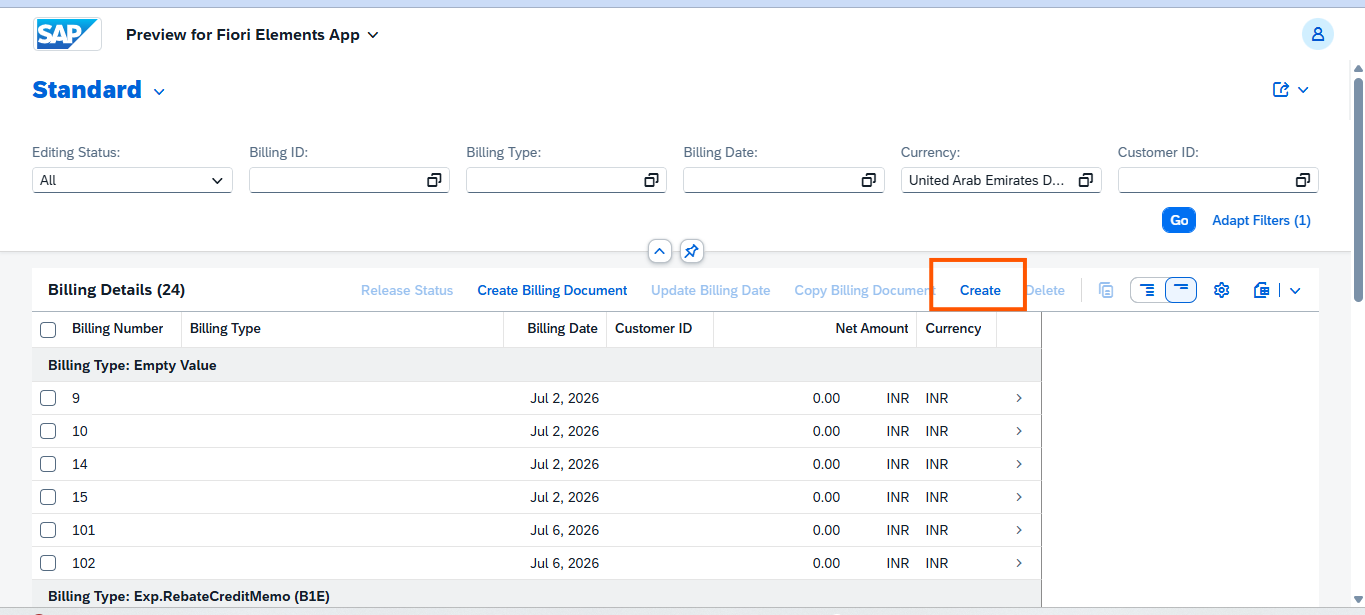 SAP Preview for Fiori Elements App
Standard
Editing Status: Billing ID: Billing Type: Billing Date: Currency: Customer ID:
All United Arab Emirates D...
Go Adapt Filters (1)
Billing Details (24) Release Status Create Billing Document Update Billing Date Copy Billing Document Create Delete
Billing Number Billing Type Billing Date Customer ID Net Amount Currency
Billing Type: Empty Value
9 Jul 2, 2026 0.00 INR INR
10 Jul 2, 2026 0.00 INR INR
14 Jul 2, 2026 0.00 INR INR
15 Jul 2, 2026 0.00 INR INR
101 Jul 6, 2026 0.00 INR INR
102 Jul 6, 2026 0.00 INR INR
Billing Type: Exp.RebateCreditMemo (B1E)